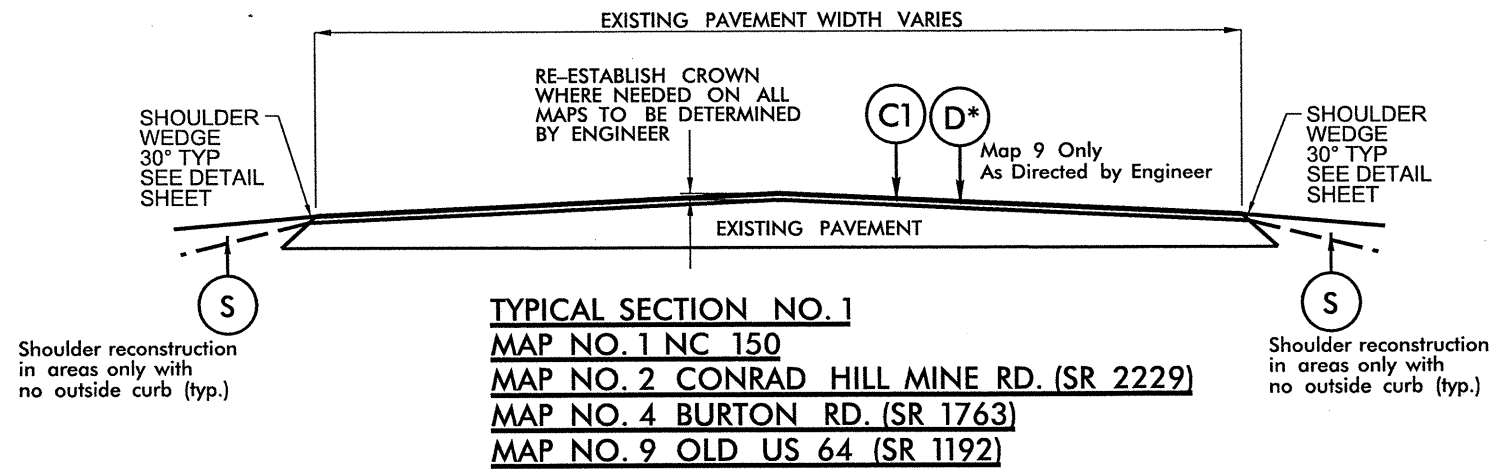 EXISTING PAVEMENT WIDTH VARIES
RE-ESTABLISH CROWN
WHERE NEEDED ON ALL
MAPS TO BE DETERMINED
BY ENGINEER
SHOULDER
WEDGE
30° TYP
SEE DETAIL
SHEET
C1
D*
Map 9 Only
As Directed by Engineer
SHOULDER
WEDGE
30° TYP
SEE DETAIL
SHEET
EXISTING PAVEMENT
S
Shoulder reconstruction
in areas only with
no outside curb (typ.)
S
Shoulder reconstruction
in areas only with
no outside curb (typ.)
TYPICAL SECTION NO. 1
MAP NO. 1 NC 150
MAP NO. 2 CONRAD HILL MINE RD. (SR 2229)
MAP NO. 4 BURTON RD. (SR 1763)
MAP NO. 9 OLD US 64 (SR 1192)